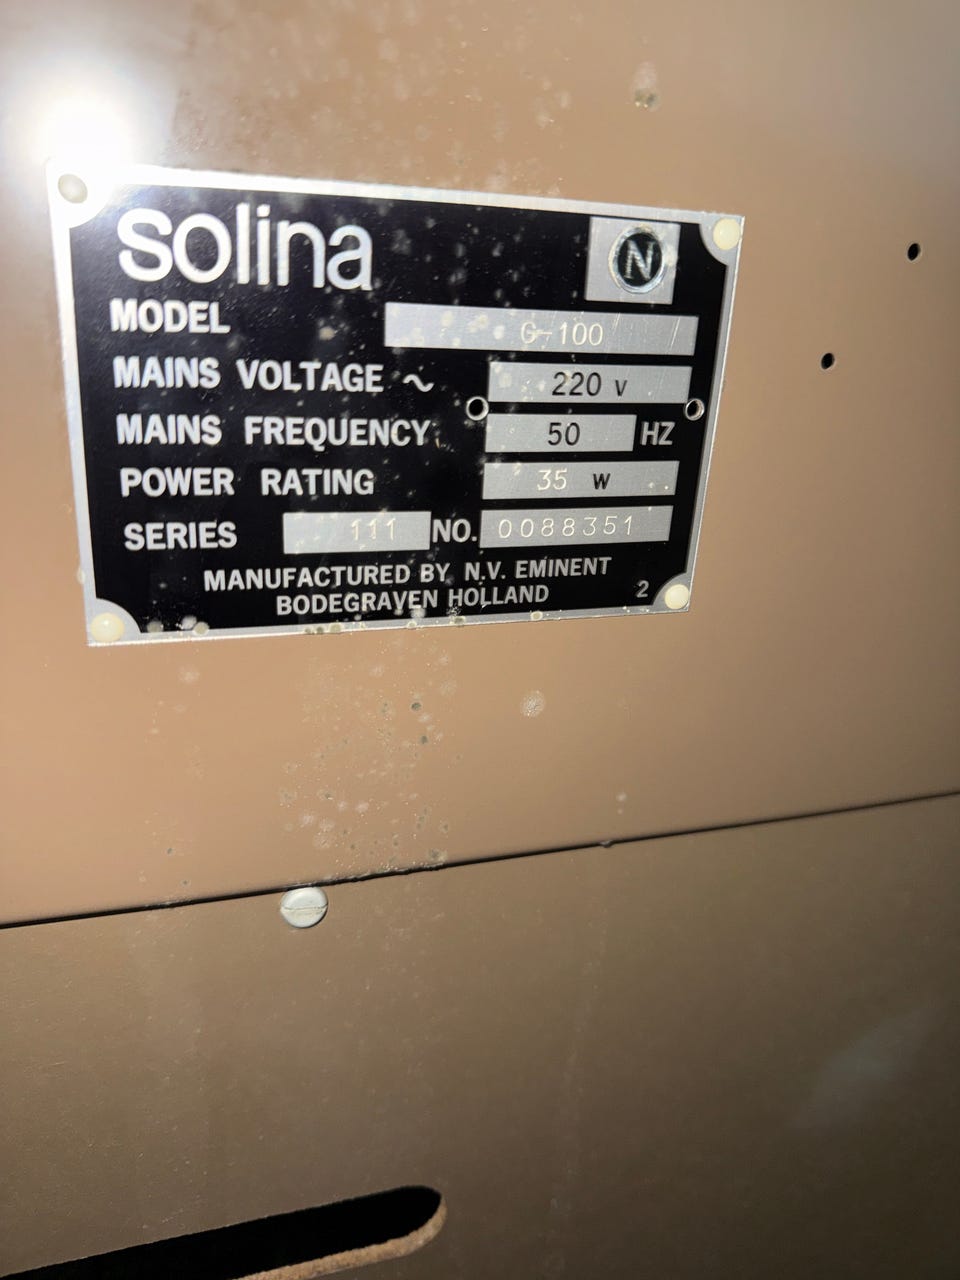 solina
N
MODEL G-100
MAINS VOLTAGE ~ 220 V
MAINS FREQUENCY 50 HZ
POWER RATING 35 W
SERIES 111 NO. 0088351
MANUFACTURED BY N.V. EMINENT
BODEGRAVEN HOLLAND 2